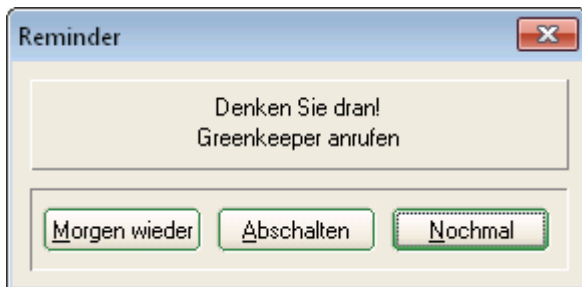 Reminder
Denken Sie dran!
Greenkeeper anrufen
Morgen wieder Abschalten Nochmal